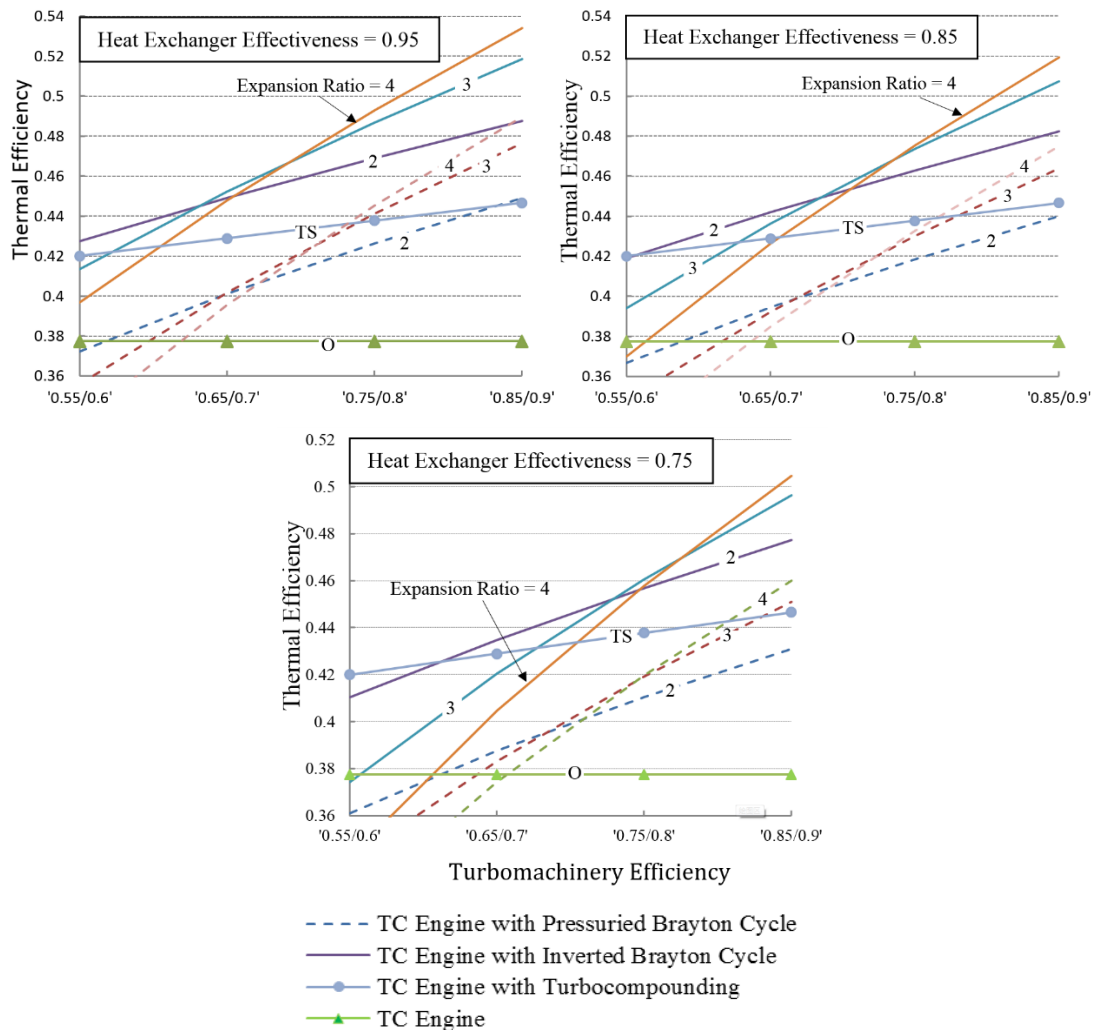 Heat Exchanger Effectiveness = 0.95
Thermal Efficiency
0.54
0.52
0.5
0.48
0.46
0.44
0.42
0.4
0.38
0.36
Expansion Ratio = 4
3
2
4
3
TS
2
O
'0.55/0.6'
'0.65/0.7'
'0.75/0.8'
'0.85/0.9'
Heat Exchanger Effectiveness = 0.85
Thermal Efficiency
0.54
0.52
0.5
0.48
0.46
0.44
0.42
0.4
0.38
0.36
Expansion Ratio = 4
3
2
4
2
3
TS
2
3
O
'0.55/0.6'
'0.65/0.7'
'0.75/0.8'
'0.85/0.9'
Heat Exchanger Effectiveness = 0.75
Thermal Efficiency
0.52
0.5
0.48
0.46
0.44
0.42
0.4
0.38
0.36
2
Expansion Ratio = 4
4
TS
3
2
3
O
'0.55/0.6'
'0.65/0.7'
'0.75/0.8'
'0.85/0.9'
Turbomachinery Efficiency
TC Engine with Pressuried Brayton Cycle
TC Engine with Inverted Brayton Cycle
TC Engine with Turbocompounding
TC Engine